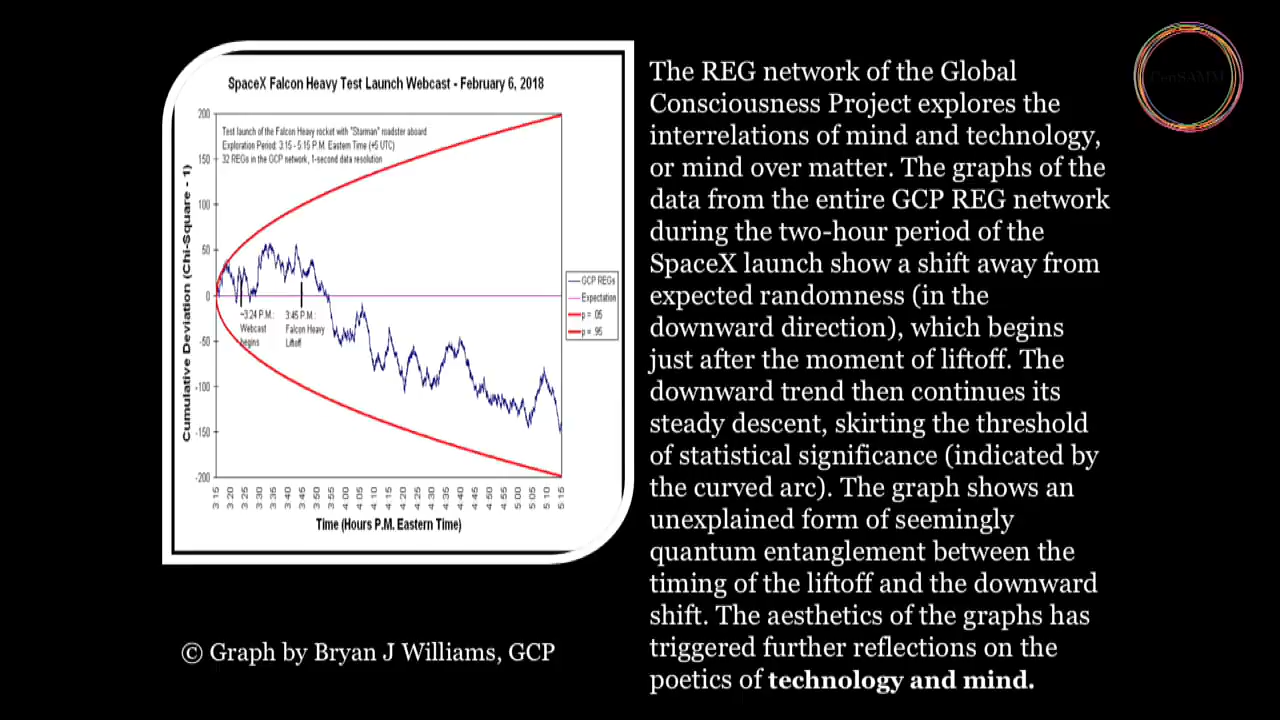 SpaceX Falcon Heavy Test Launch Webcast - February 6, 2018
Test launch of the Falcon Heavy rocket with "Starman" roadster aboard
Exploration Period: 3:15 - 5:15 P.M. Eastern Time (+5 UTC)
32 REGs in the GCP network, 1-second data resolution
Cumulative Deviation (Chi-Square - 1)
200
150
100
50
0
-50
-100
-150
-200
~3:24 P.M.:
Webcast
begins
3:45 P.M.:
Falcon Heavy
Liftoff
GCP REGs
Expectation
p = .05
p = .95
3:15 3:20 3:25 3:30 3:35 3:40 3:45 3:50 3:55 4:00 4:05 4:10 4:15 4:20 4:25 4:30 4:35 4:40 4:45 4:50 4:55 5:00 5:05 5:10 5:15
Time (Hours P.M. Eastern Time)
© Graph by Bryan J Williams, GCP
The REG network of the Global
Consciousness Project explores the
interrelations of mind and technology,
or mind over matter. The graphs of the
data from the entire GCP REG network
during the two-hour period of the
SpaceX launch show a shift away from
expected randomness (in the
downward direction), which begins
just after the moment of liftoff. The
downward trend then continues its
steady descent, skirting the threshold
of statistical significance (indicated by
the curved arc). The graph shows an
unexplained form of seemingly
quantum entanglement between the
timing of the liftoff and the downward
shift. The aesthetics of the graphs has
triggered further reflections on the
poetics of technology and mind.